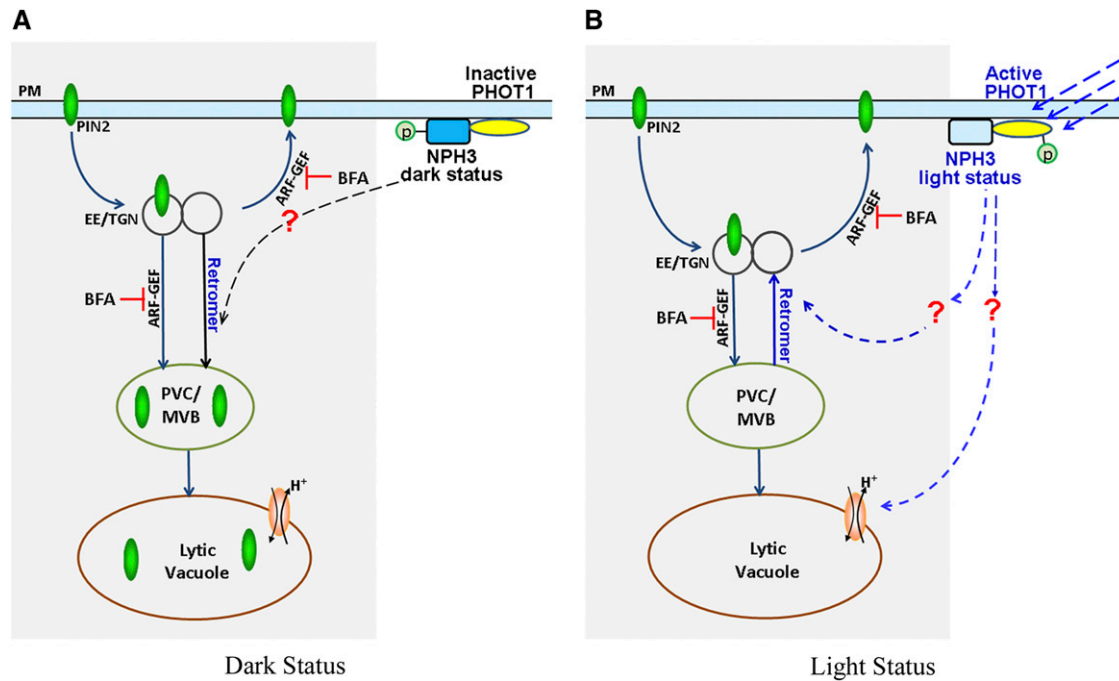 A
PM
PIN2
Inactive
PHOT1
p
NPH3
dark status
ARF-GEF
BFA
?
EE/TGN
BFA
ARF-GEF
Retromer
PVC/
MVB
H+
Lytic
Vacuole
Dark Status
B
PM
PIN2
Active
PHOT1
p
NPH3
light status
ARF-GEF
BFA
EE/TGN
BFA
ARF-GEF
Retromer
?
?
PVC/
MVB
H+
Lytic
Vacuole
Light Status